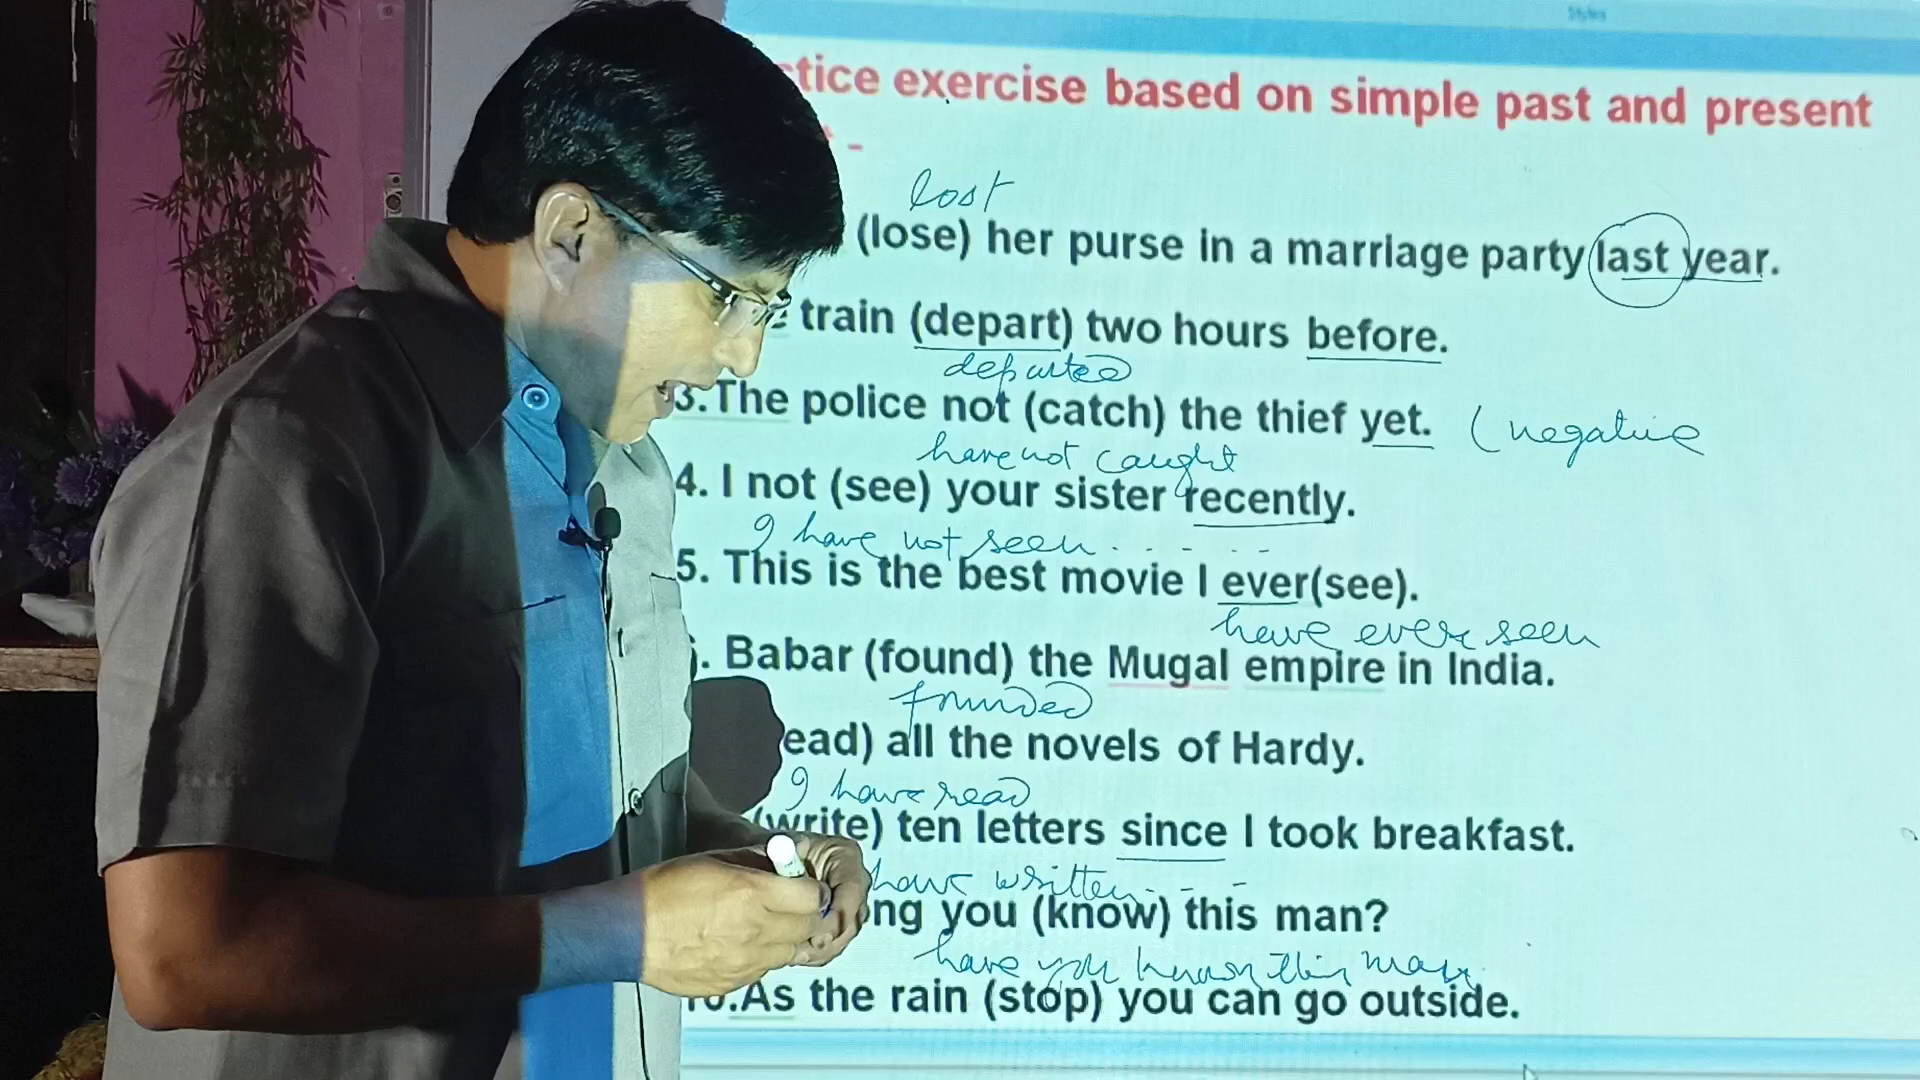 Styles
tice exercise based on simple past and present
-
lost
(lose) her purse in a marriage party last year.
train (depart) two hours before.
departed
3.The police not (catch) the thief yet. (negative
have not caught
4. I not (see) your sister recently.
I have not seen. - - - -
5. This is the best movie I ever(see).
have ever seen
. Babar (found) the Mugal empire in India.
founded
ead) all the novels of Hardy.
I have read
(write) ten letters since I took breakfast.
have written. - - -
ong you (know) this man?
have you known this man
10.As the rain (stop) you can go outside.